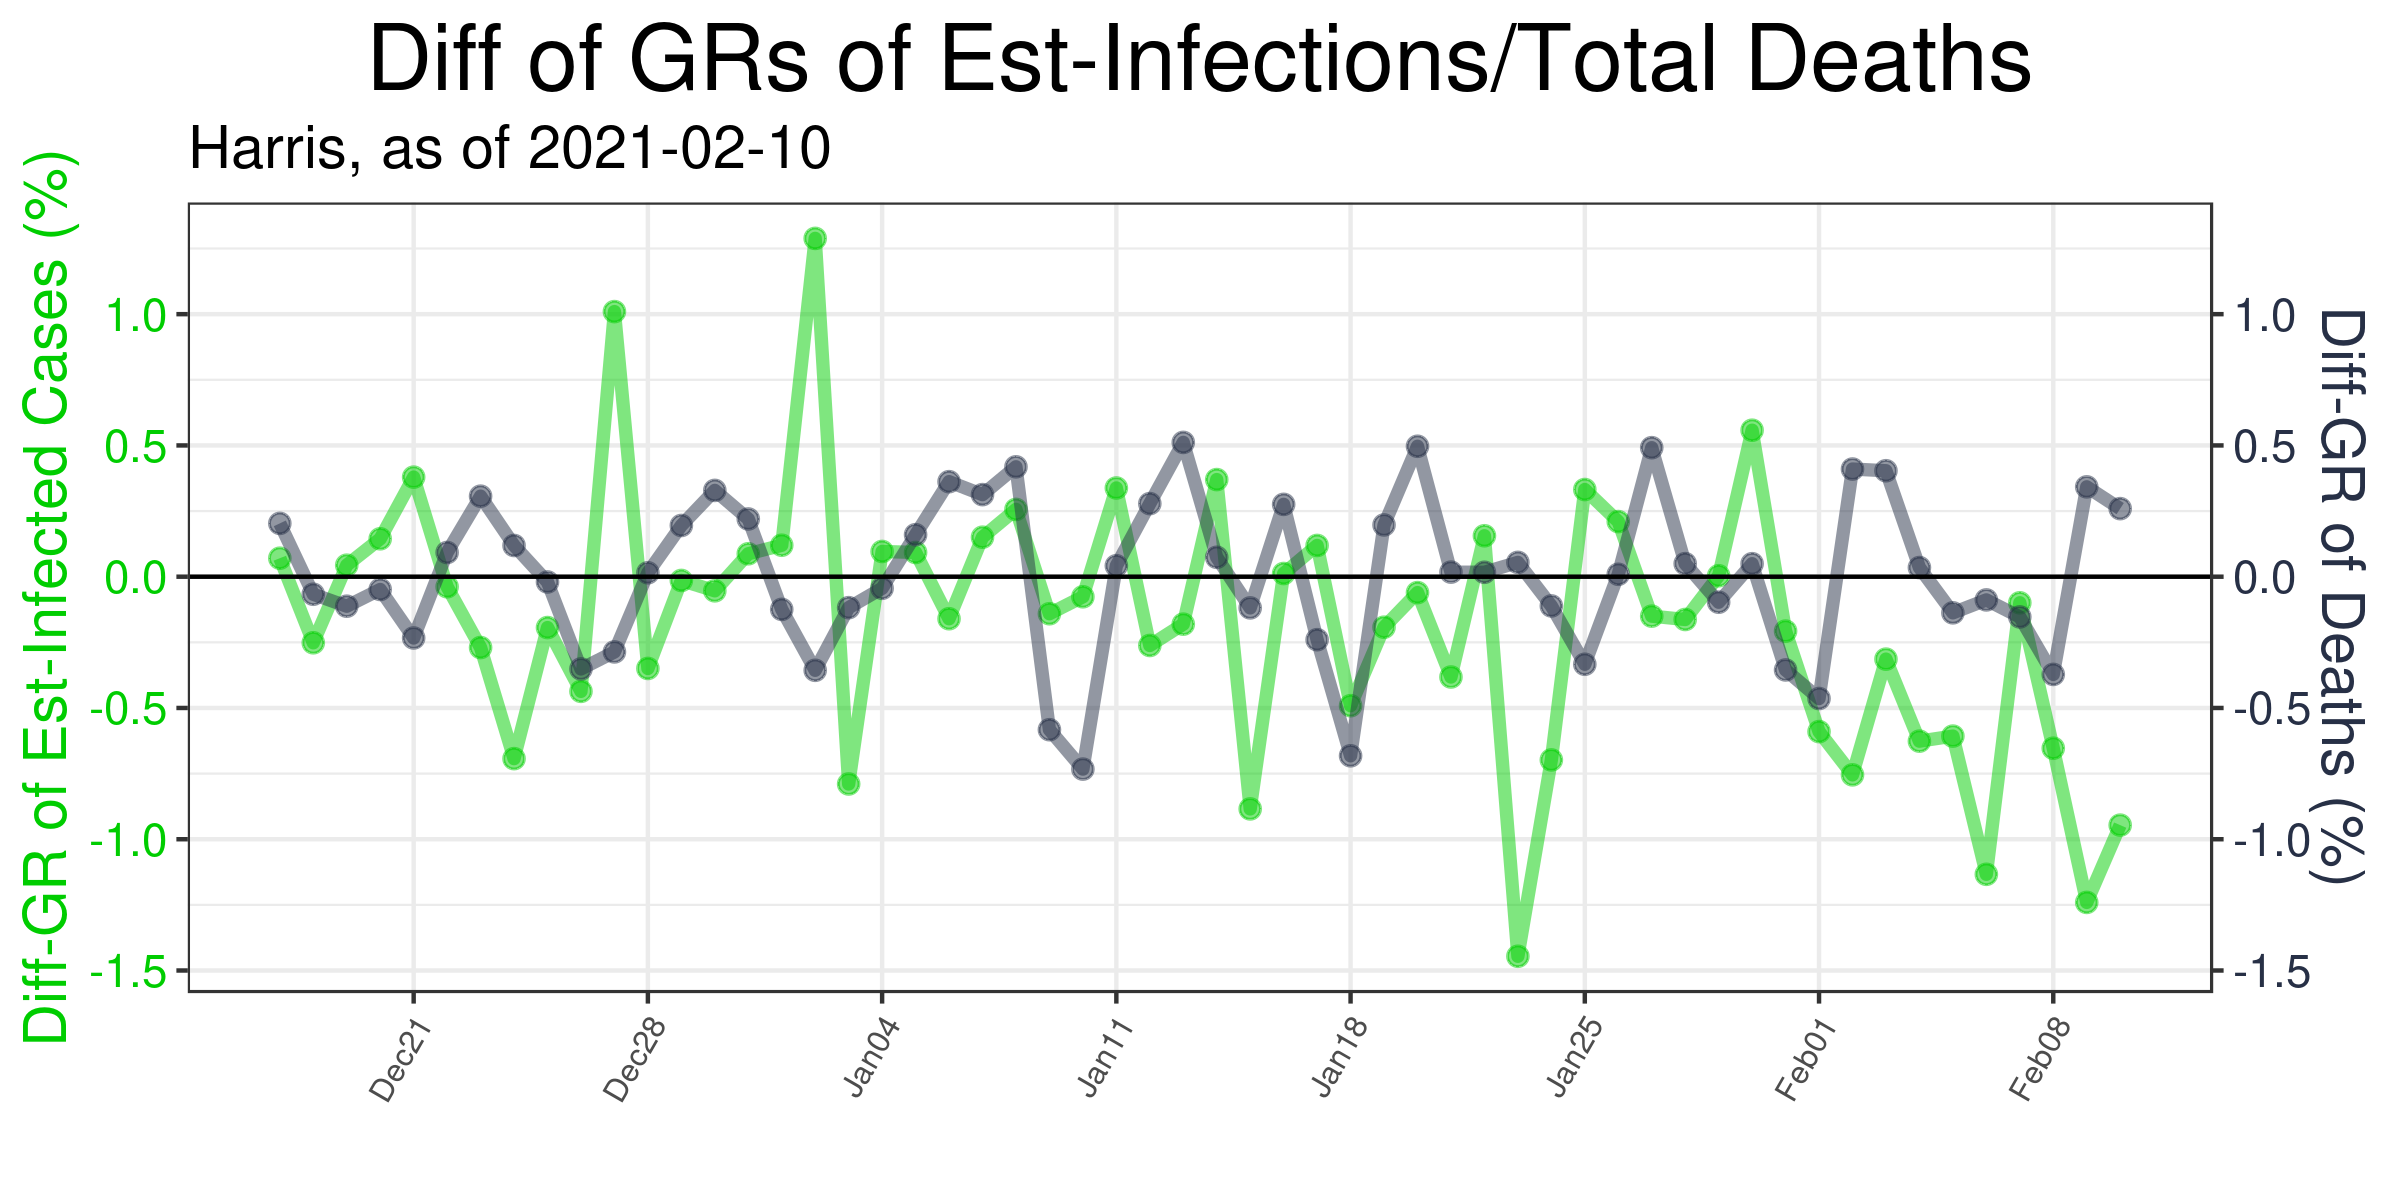 Diff of GRs of Est-Infections/Total Deaths
Harris, as of 2021-02-10
Diff-GR of Est-Infected Cases (%)
1.0
0.5
0.0
-0.5
-1.0
-1.5
1.0
0.5
0.0
-0.5
-1.0
-1.5
Diff-GR of Deaths (%)
Dec21
Dec28
Jan04
Jan11
Jan18
Jan25
Feb01
Feb08